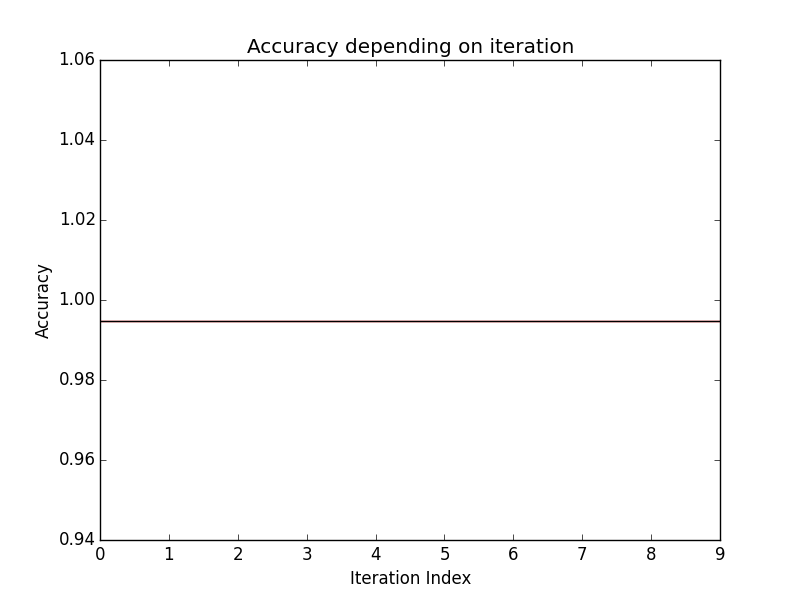 Accuracy depending on iteration
1.06
1.04
1.02
1.00
0.98
0.96
0.94
Accuracy
0 1 2 3 4 5 6 7 8 9
Iteration Index